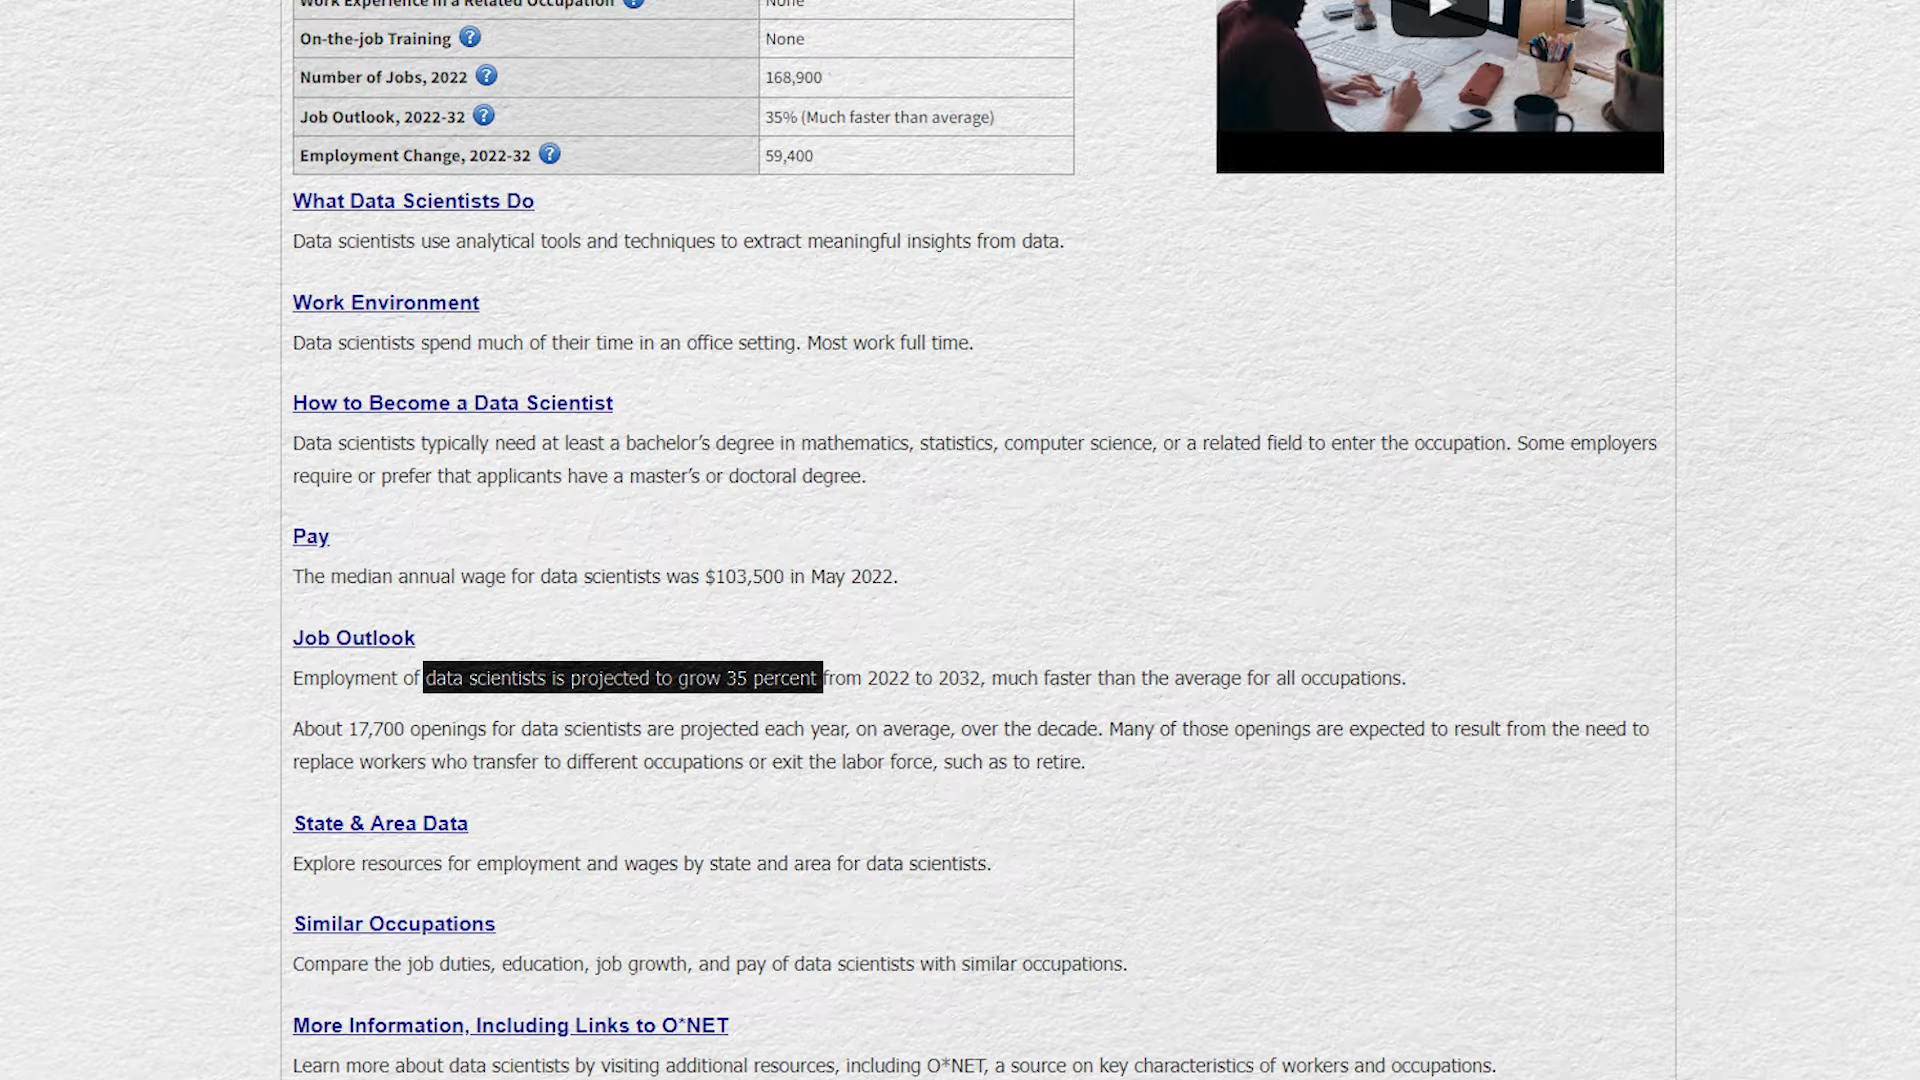 Work Experience in a Related Occupation None
On-the-job Training None
Number of Jobs, 2022 168,900
Job Outlook, 2022-32 35% (Much faster than average)
Employment Change, 2022-32 59,400
What Data Scientists Do
Data scientists use analytical tools and techniques to extract meaningful insights from data.
Work Environment
Data scientists spend much of their time in an office setting. Most work full time.
How to Become a Data Scientist
Data scientists typically need at least a bachelor’s degree in mathematics, statistics, computer science, or a related field to enter the occupation. Some employers
require or prefer that applicants have a master’s or doctoral degree.
Pay
The median annual wage for data scientists was $103,500 in May 2022.
Job Outlook
Employment of data scientists is projected to grow 35 percent from 2022 to 2032, much faster than the average for all occupations.
About 17,700 openings for data scientists are projected each year, on average, over the decade. Many of those openings are expected to result from the need to
replace workers who transfer to different occupations or exit the labor force, such as to retire.
State & Area Data
Explore resources for employment and wages by state and area for data scientists.
Similar Occupations
Compare the job duties, education, job growth, and pay of data scientists with similar occupations.
More Information, Including Links to O*NET
Learn more about data scientists by visiting additional resources, including O*NET, a source on key characteristics of workers and occupations.